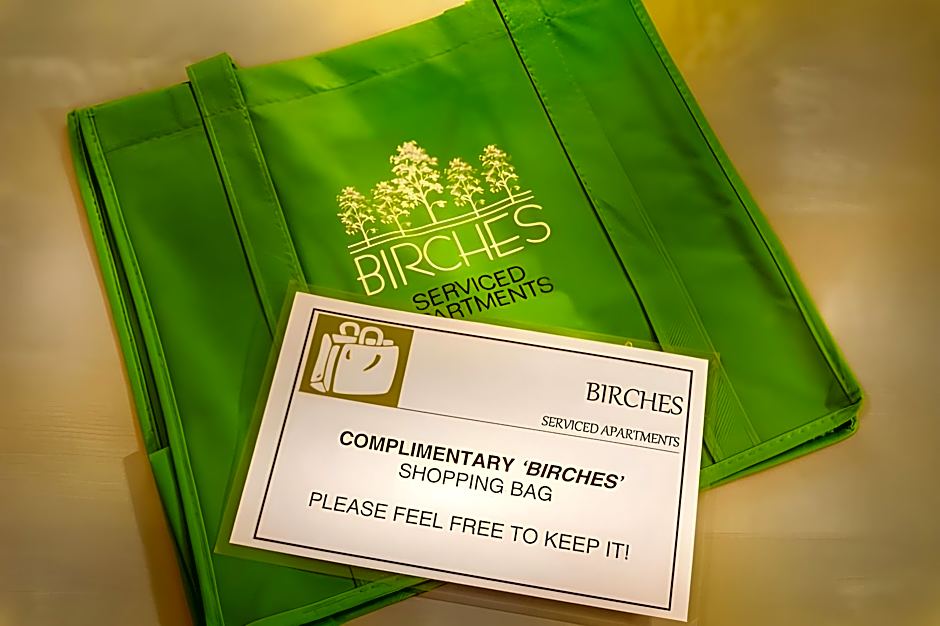 BIRCHES
SERVICED
APARTMENTS
BIRCHES
SERVICED APARTMENTS
COMPLIMENTARY ‘BIRCHES’
SHOPPING BAG
PLEASE FEEL FREE TO KEEP IT!